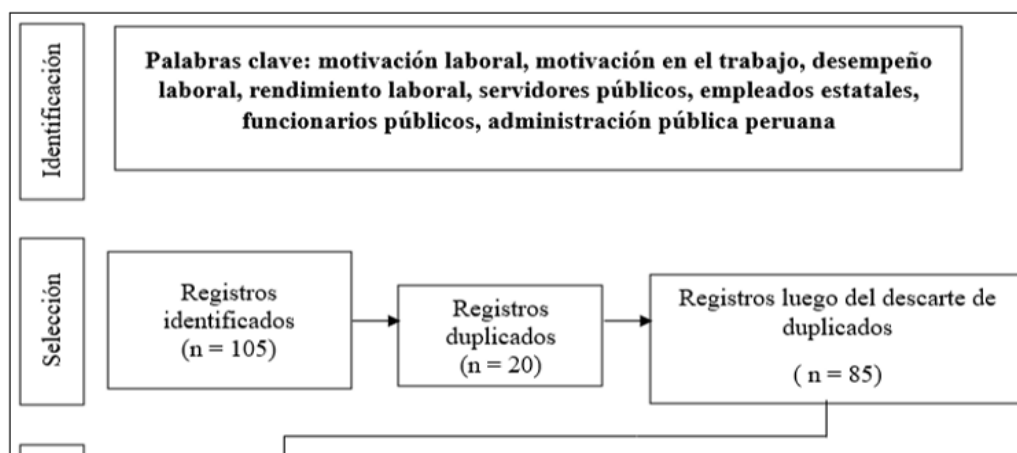 Identificación
Palabras clave: motivación laboral, motivación en el trabajo, desempeño
laboral, rendimiento laboral, servidores públicos, empleados estatales,
funcionarios públicos, administración pública peruana
Selección
Registros
identificados
(n = 105)
Registros
duplicados
(n = 20)
Registros luego del descarte de
duplicados
( n = 85)